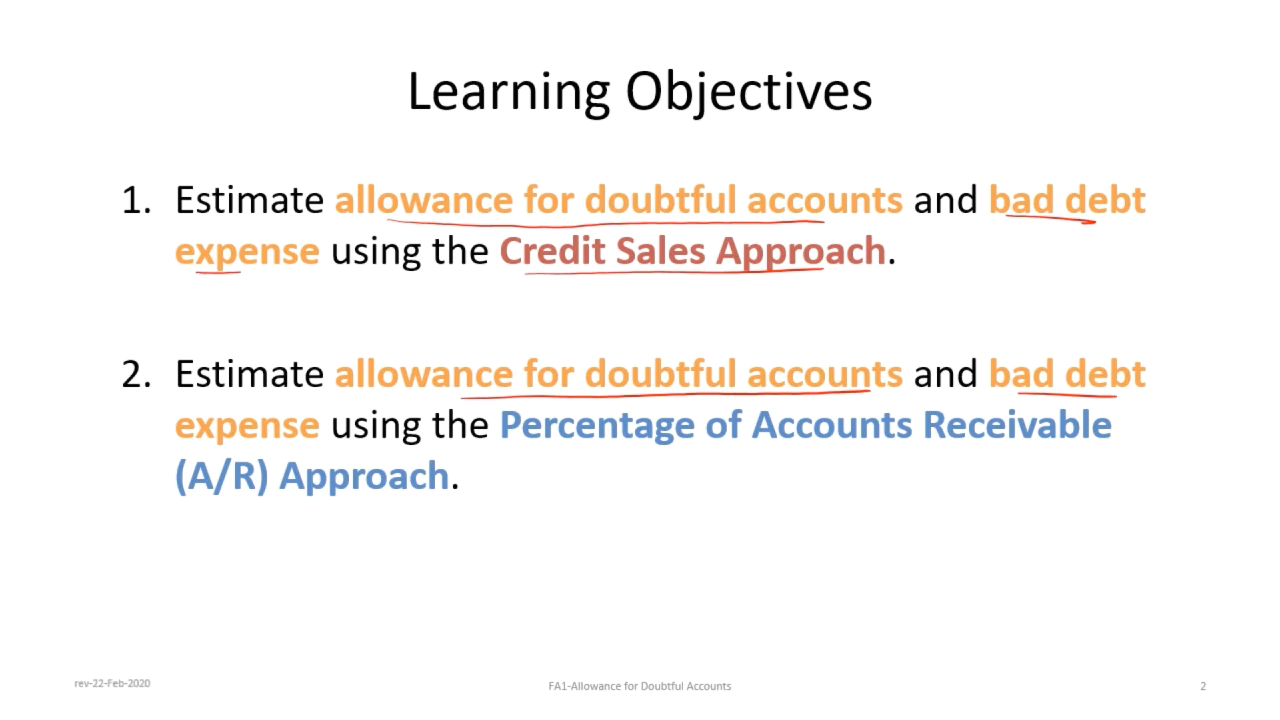 Learning Objectives
1. Estimate allowance for doubtful accounts and bad debt
expense using the Credit Sales Approach.
2. Estimate allowance for doubtful accounts and bad debt
expense using the Percentage of Accounts Receivable
(A/R) Approach.
rev-22-Feb-2020
FA1-Allowance for Doubtful Accounts
2